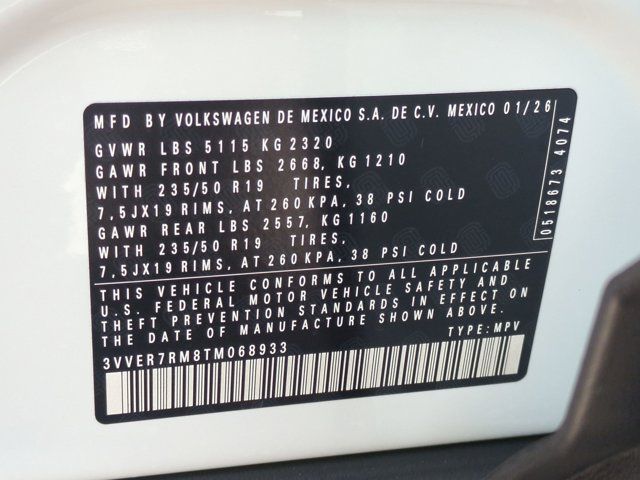 MFD BY VOLKSWAGEN DE MEXICO S.A. DE C.V. MEXICO 01/26
GVWR LBS 5115 KG 2320
GAWR FRONT LBS 2668, KG 1210
WITH 235/50 R19 TIRES,
7,5JX19 RIMS, AT 260 KPA, 38 PSI COLD
GAWR REAR LBS 2557, KG 1160
WITH 235/50 R19 TIRES,
7,5JX19 RIMS, AT 260 KPA, 38 PSI COLD
THIS VEHICLE CONFORMS TO ALL APPLICABLE
U.S. FEDERAL MOTOR VEHICLE SAFETY AND
THEFT PREVENTION STANDARDS IN EFFECT ON
THE DATE OF MANUFACTURE SHOWN ABOVE.
TYPE: MPV
3VVER7RM8TM068933
0518673 4074